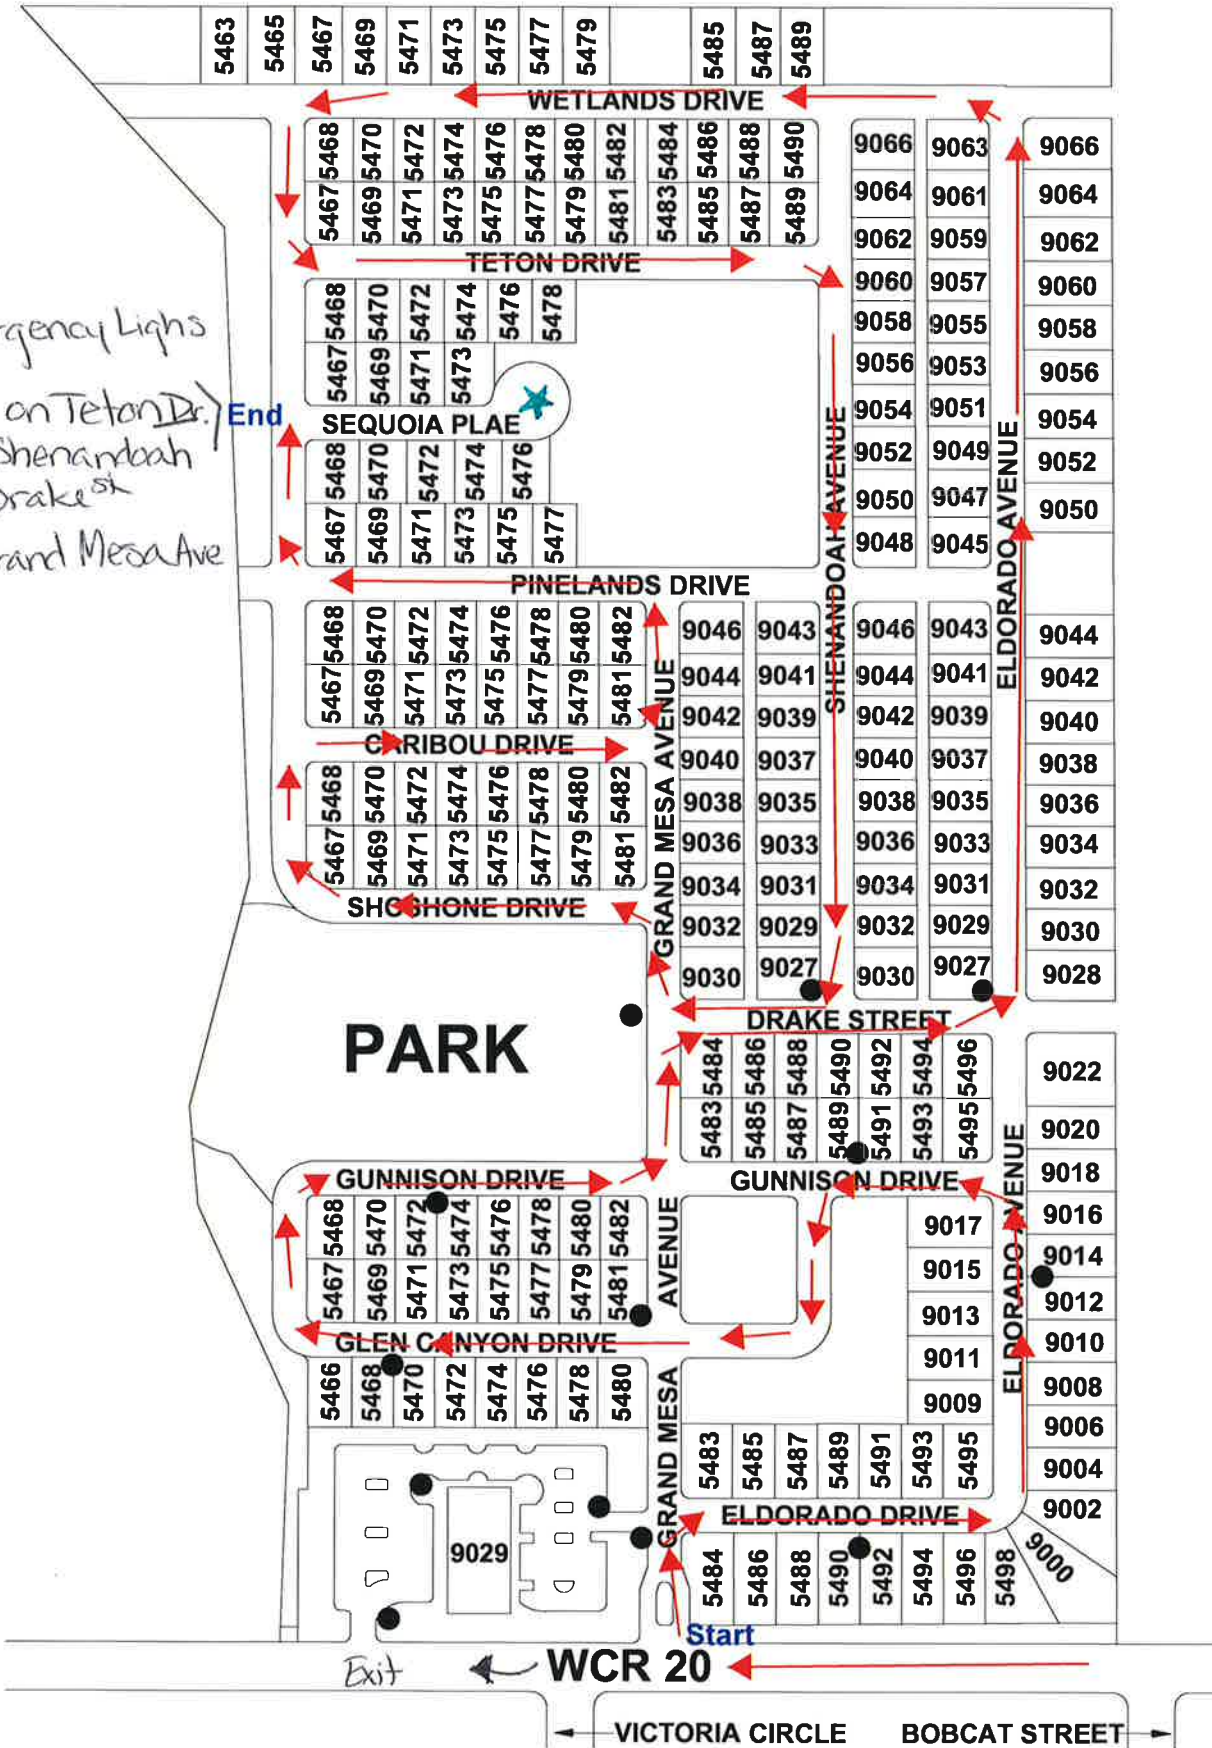 5463 5465 5467 5469 5471 5473 5475 5477 5479 5485 5487 5489
WETLANDS DRIVE
5468 5470 5472 5474 5476 5478 5480 5482 5484 5486 5488 5490
5467 5469 5471 5473 5475 5477 5479 5481 5483 5485 5487 5489
TETON DRIVE
5468 5470 5472 5474 5476 5478
5467 5469 5471 5473
SEQUOIA PLAE
5468 5470 5472 5474 5476
5467 5469 5471 5473 5475 5477
PINELANDS DRIVE
rgency Lighs
on Teton Dr.
Shenandoah
Drake St
rand Mesa Ave
End
9066 9063 9066
9064 9061 9064
9062 9059 9062
9060 9057 9060
9058 9055 9058
9056 9053 9056
9054 9051 9054
9052 9049 9052
9050 9047 9050
9048 9045
SHENANDOAH AVENUE
ELDORADO AVENUE
5468 5470 5472 5474 5476 5478 5480 5482
5467 5469 5471 5473 5475 5477 5479 5481
CARIBOU DRIVE
5468 5470 5472 5474 5476 5478 5480 5482
5467 5469 5471 5473 5475 5477 5479 5481
SHOSHONE DRIVE
GRAND MESA AVENUE
9046 9043 9046 9043 9044
9044 9041 9044 9041 9042
9042 9039 9042 9039 9040
9040 9037 9040 9037 9038
9038 9035 9038 9035 9036
9036 9033 9036 9033 9034
9034 9031 9034 9031 9032
9032 9029 9032 9029 9030
9030 9027 9030 9027 9028
DRAKE STREET
PARK
5484 5486 5488 5490 5492 5494 5496
5483 5485 5487 5489 5491 5493 5495
GUNNISON DRIVE
GUNNISON DRIVE
5468 5470 5472 5474 5476 5478 5480 5482
5467 5469 5471 5473 5475 5477 5479 5481
GLEN CANYON DRIVE
5466 5468 5470 5472 5474 5476 5478 5480
GRAND MESA AVENUE
ELDORADO AVENUE
9022
9020
9018
9016
9014
9012
9010
9008
9006
9004
9002
9000
9017
9015
9013
9011
9009
5483 5485 5487 5489 5491 5493 5495
ELDORADO DRIVE
5484 5486 5488 5490 5492 5494 5496 5498
9029
Start
Exit
WCR 20
VICTORIA CIRCLE
BOBCAT STREET